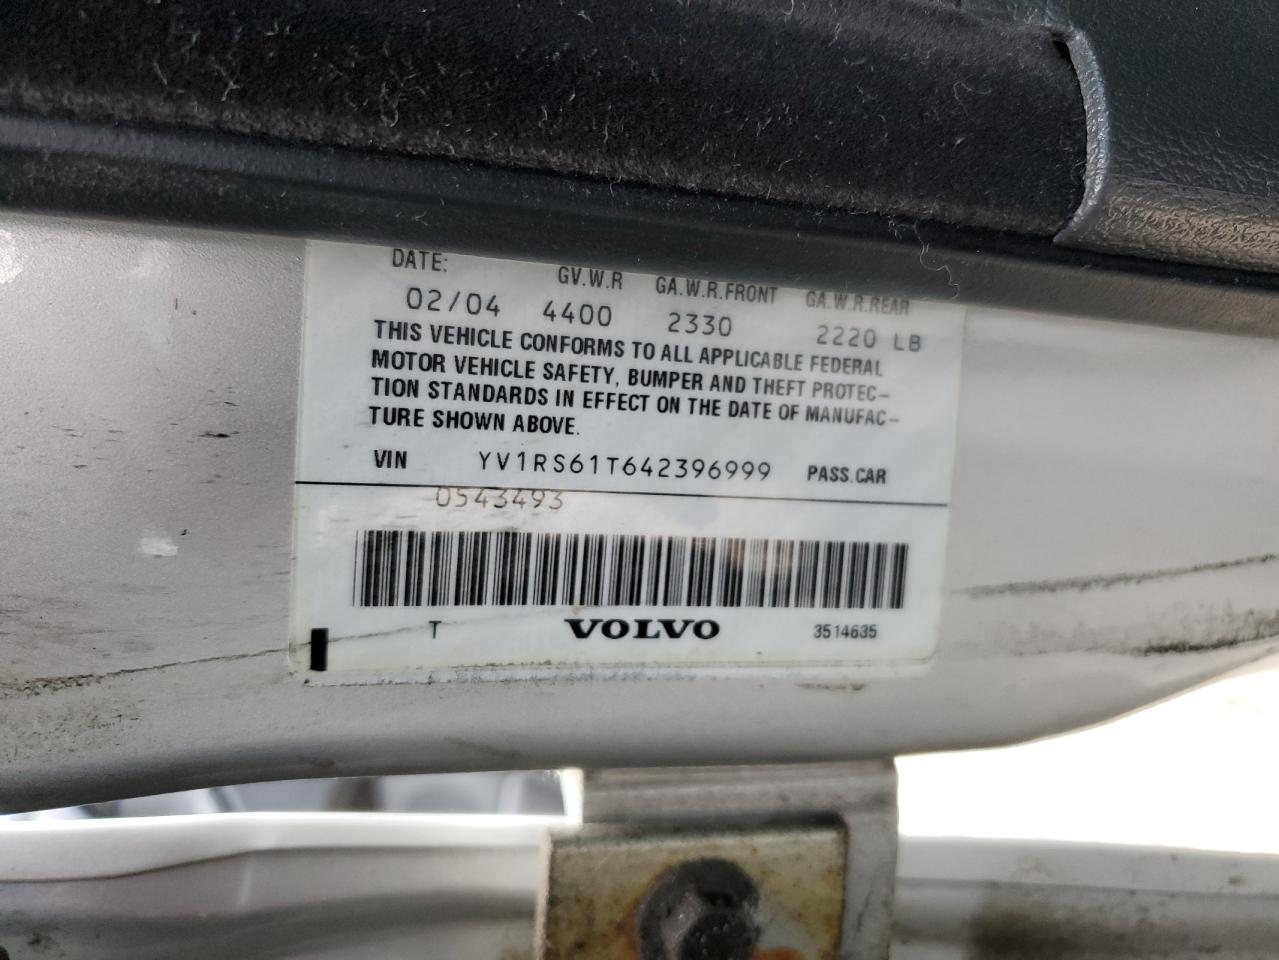 DATE: GV.W.R GA.W.R.FRONT GA.W.R.REAR
02/04 4400 2330 2220 LB
THIS VEHICLE CONFORMS TO ALL APPLICABLE FEDERAL
MOTOR VEHICLE SAFETY, BUMPER AND THEFT PROTEC-
TION STANDARDS IN EFFECT ON THE DATE OF MANUFAC-
TURE SHOWN ABOVE.
VIN YV1RS61T642396999 PASS.CAR
0543493
T VOLVO 3514635